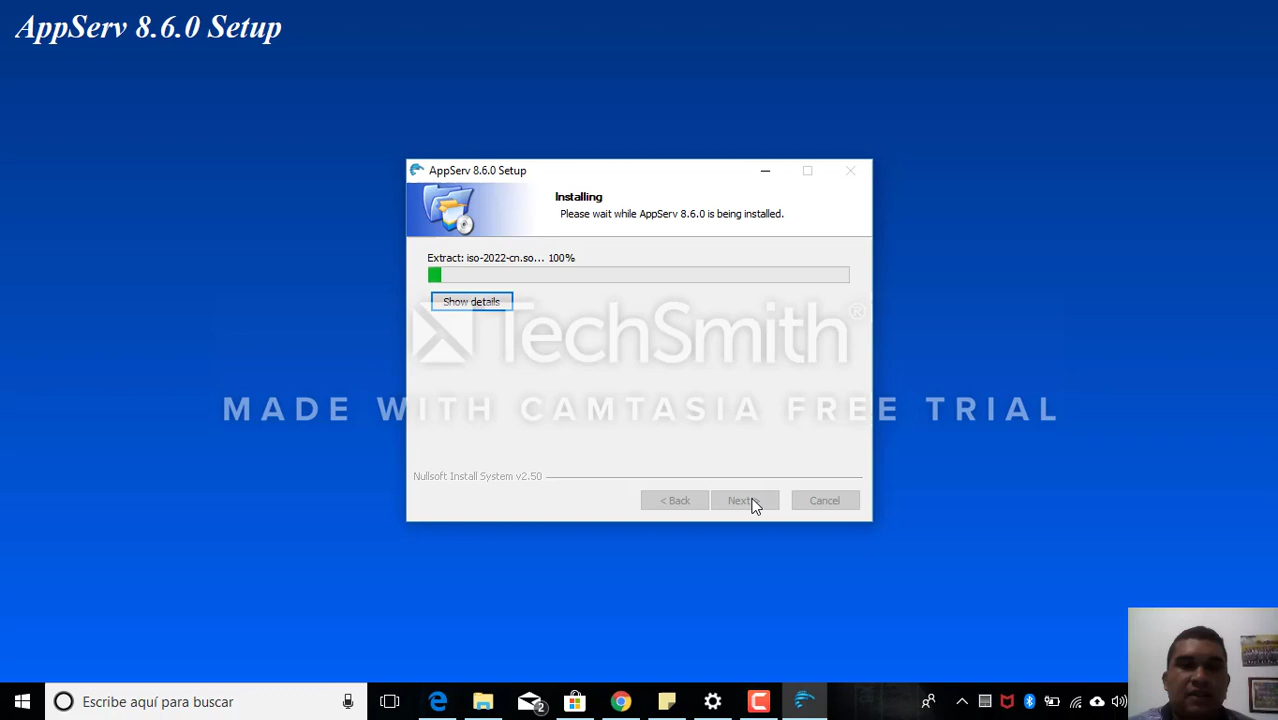 AppServ 8.6.0 Setup
AppServ 8.6.0 Setup
Installing
Please wait while AppServ 8.6.0 is being installed.
Extract: iso-2022-cn.so... 100%
Show details
TechSmith®
MADE WITH CAMTASIA FREE TRIAL
Nullsoft Install System v2.50
< Back
Next >
Cancel
Escribe aquí para buscar
2